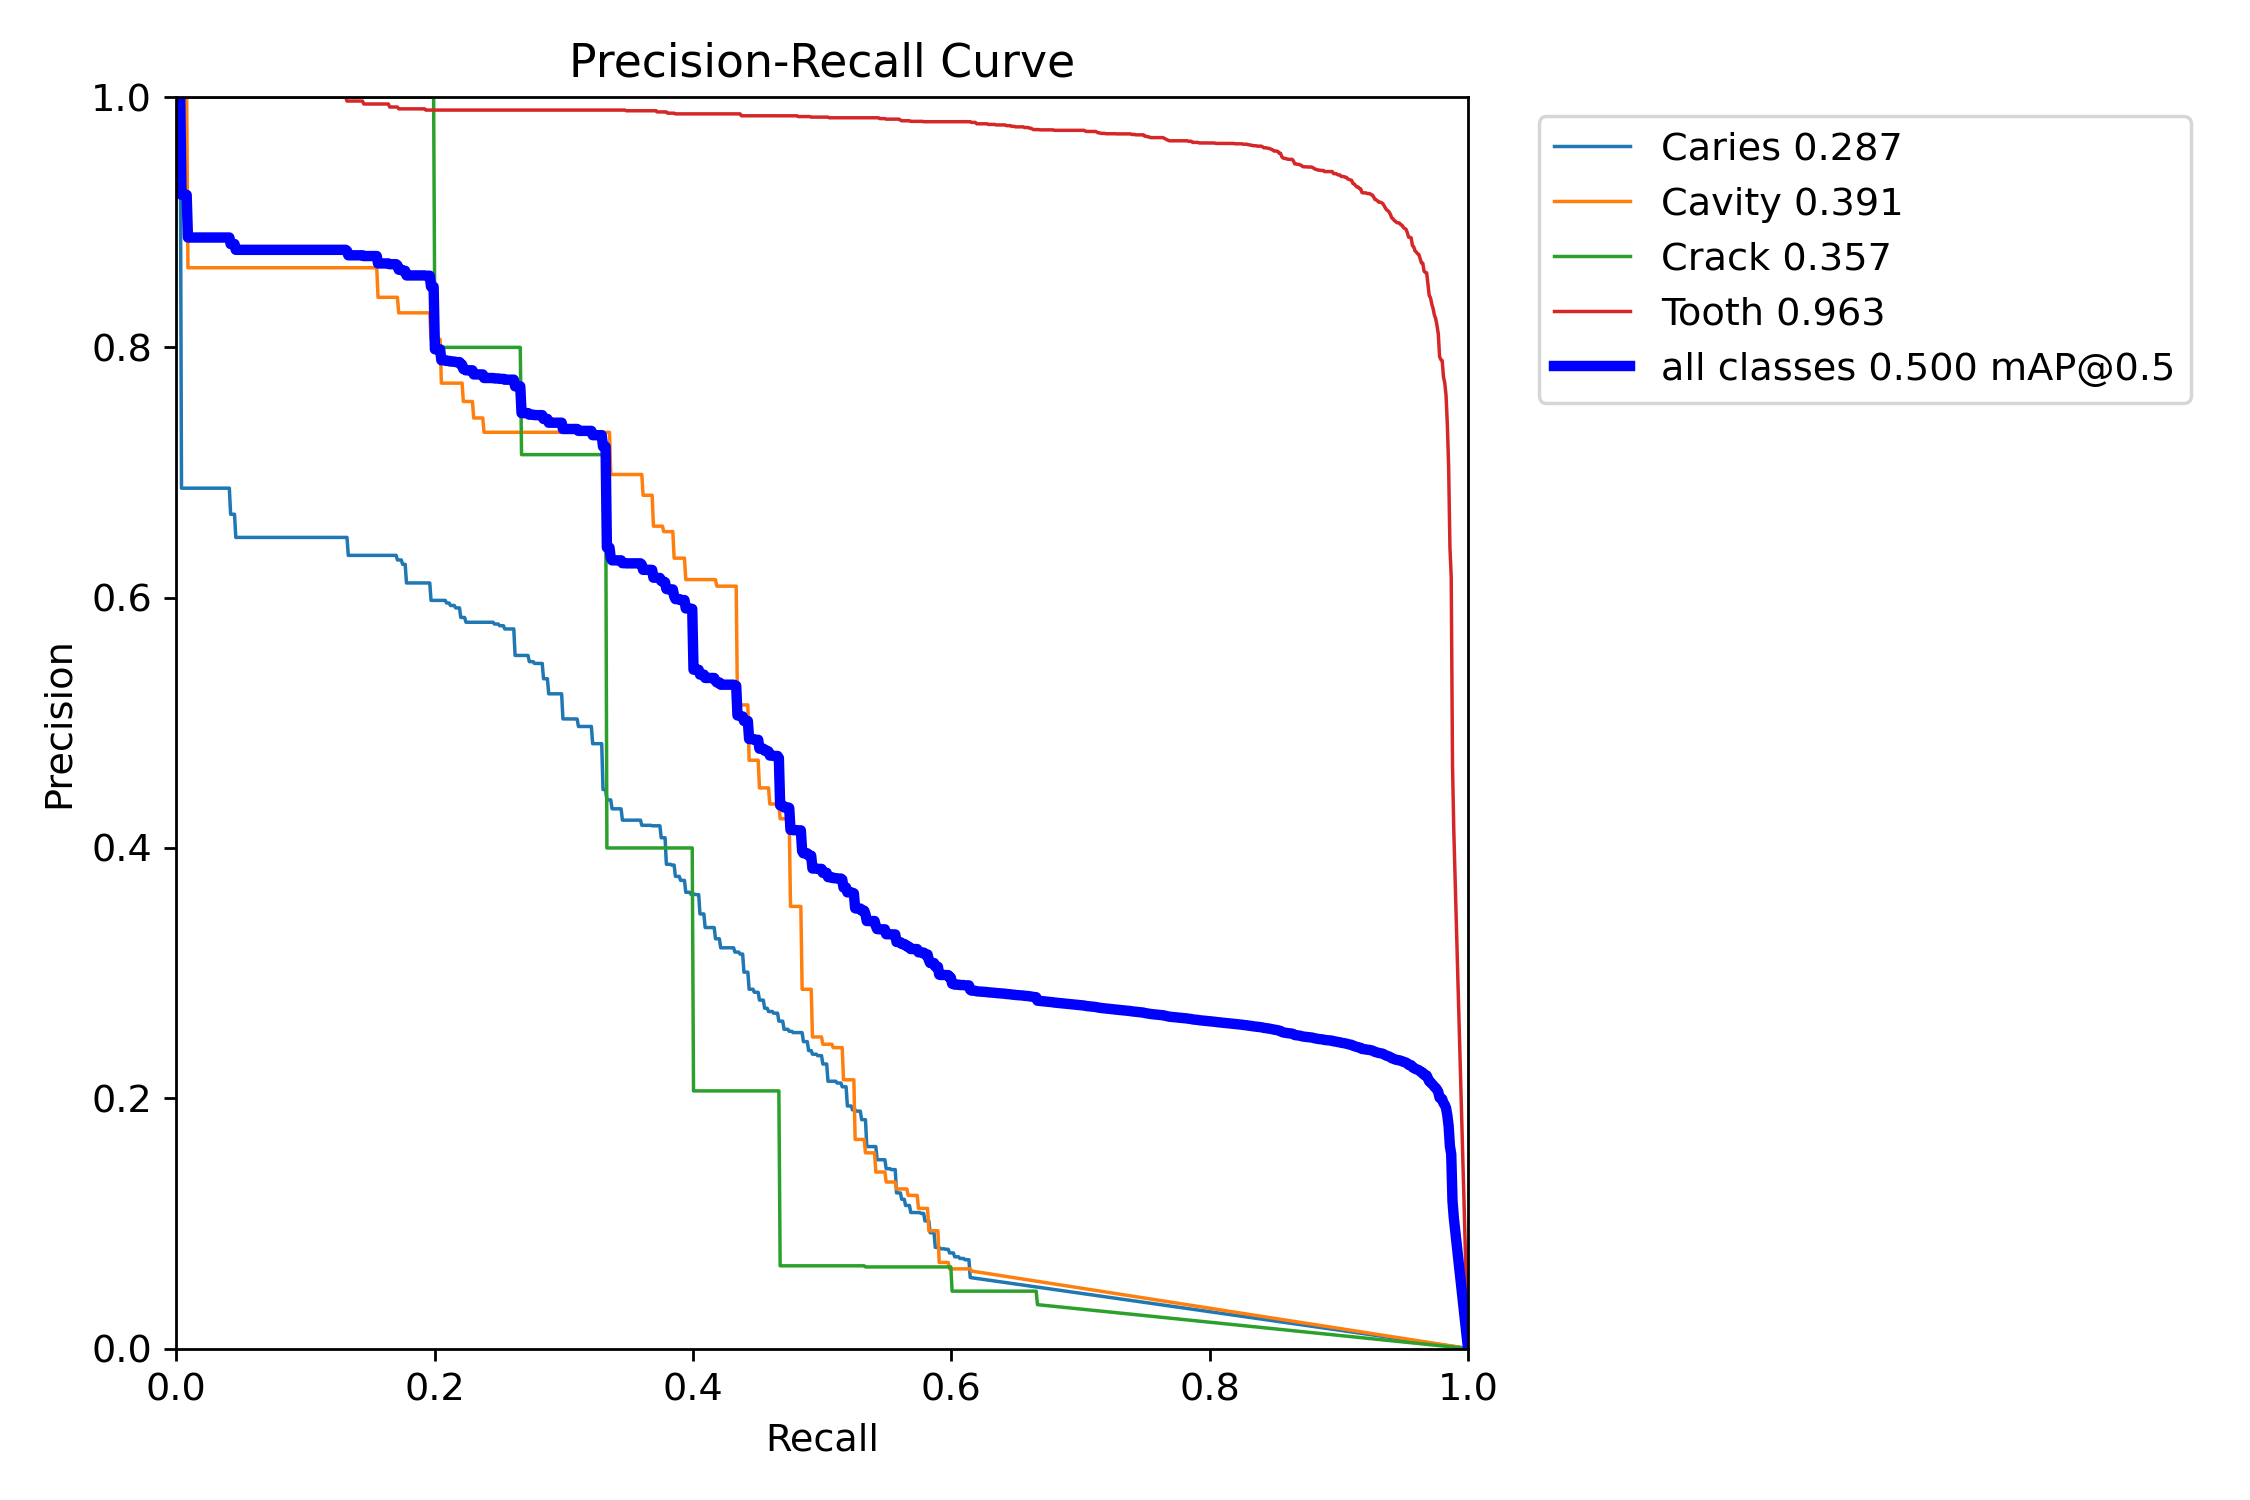 Precision-Recall Curve
1.0
0.8
0.6
0.4
0.2
0.0
Precision
0.0 0.2 0.4 0.6 0.8 1.0
Recall
Caries 0.287
Cavity 0.391
Crack 0.357
Tooth 0.963
all classes 0.500 mAP@0.5